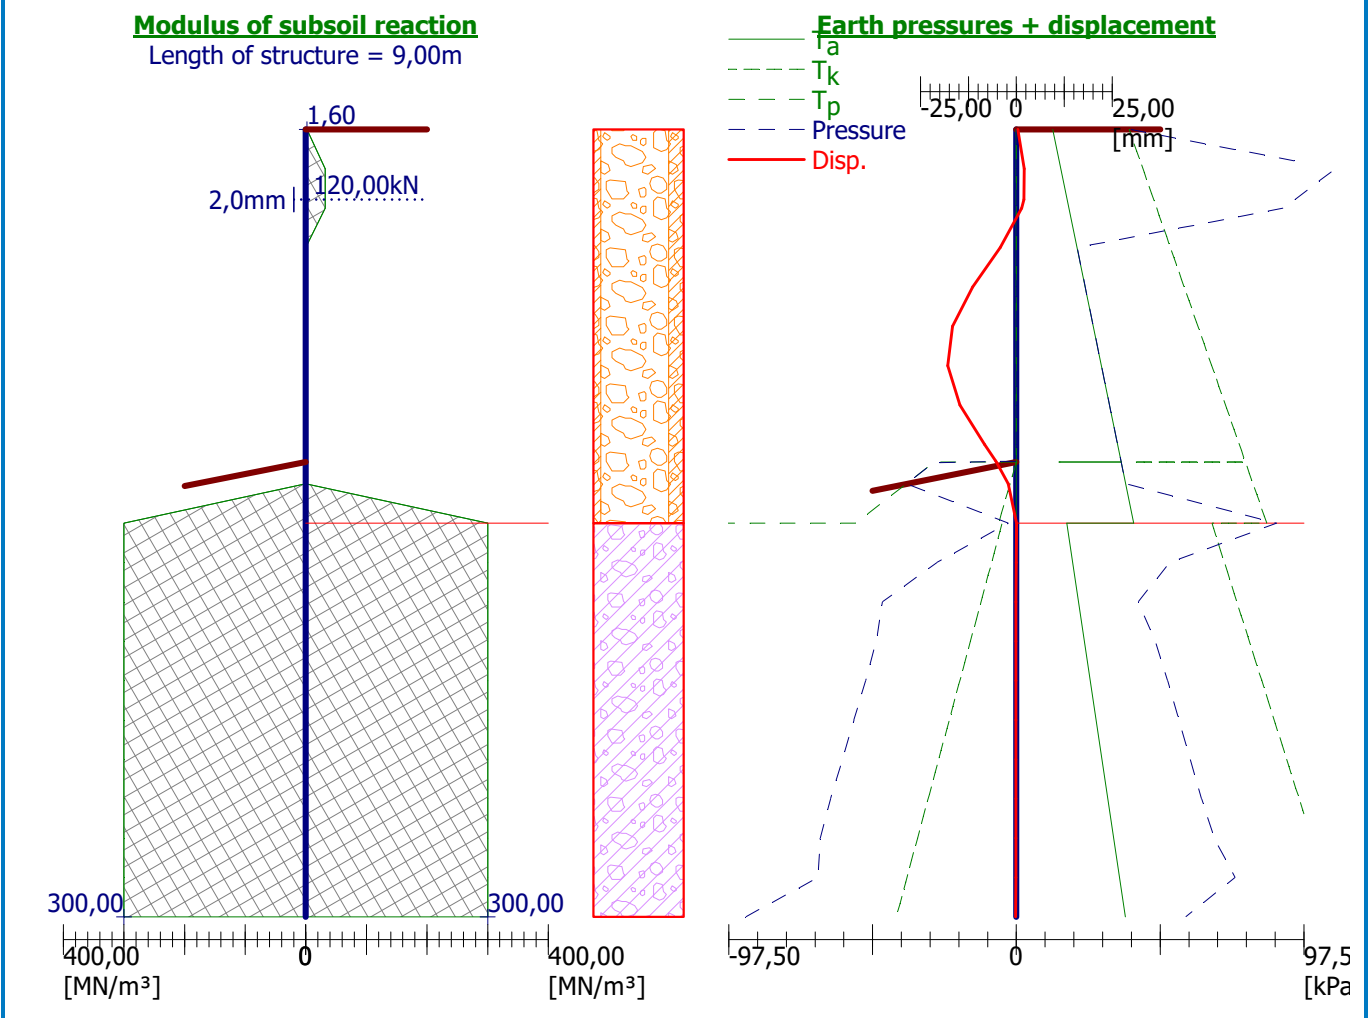 Modulus of subsoil reaction
Length of structure = 9,00m
1,60
120,00kN
2,0mm
300,00
300,00
400,00
0
400,00
[MN/m³]
[MN/m³]
Earth pressures + displacement
Ta
Tk
Tp
Pressure
Disp.
-25,00
0
25,00
[mm]
-97,50
0
97,5
[kPa